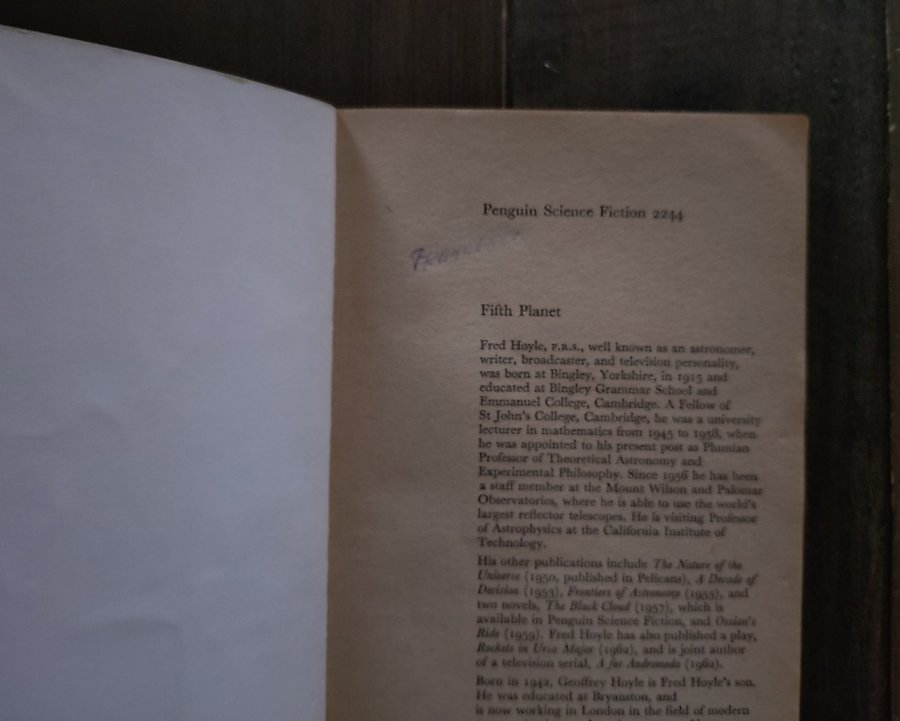 Penguin Science Fiction 2244
Fifth Planet
Fred Hoyle, F.R.S., well known as an astronomer,
writer, broadcaster, and television personality,
was born at Bingley, Yorkshire, in 1915 and
educated at Bingley Grammar School and
Emmanuel College, Cambridge. A Fellow of
St John's College, Cambridge, he was a university
lecturer in mathematics from 1945 to 1958, when
he was appointed to his present post as Plumian
Professor of Theoretical Astronomy and
Experimental Philosophy. Since 1956 he has been
a staff member at the Mount Wilson and Palomar
Observatories, where he is able to use the world's
largest reflector telescopes. He is visiting Professor
of Astrophysics at the California Institute of
Technology.
His other publications include The Nature of the
Universe (1950, published in Pelicans), A Decade of
Decision (1953), Frontiers of Astronomy (1955), and
two novels, The Black Cloud (1957), which is
available in Penguin Science Fiction, and Ossian's
Ride (1959). Fred Hoyle has also published a play,
Rockets in Ursa Major (1962), and is joint author
of a television serial, A for Andromeda (1962).
Born in 1942, Geoffrey Hoyle is Fred Hoyle's son.
He was educated at Bryanston, and
is now working in London in the field of modern